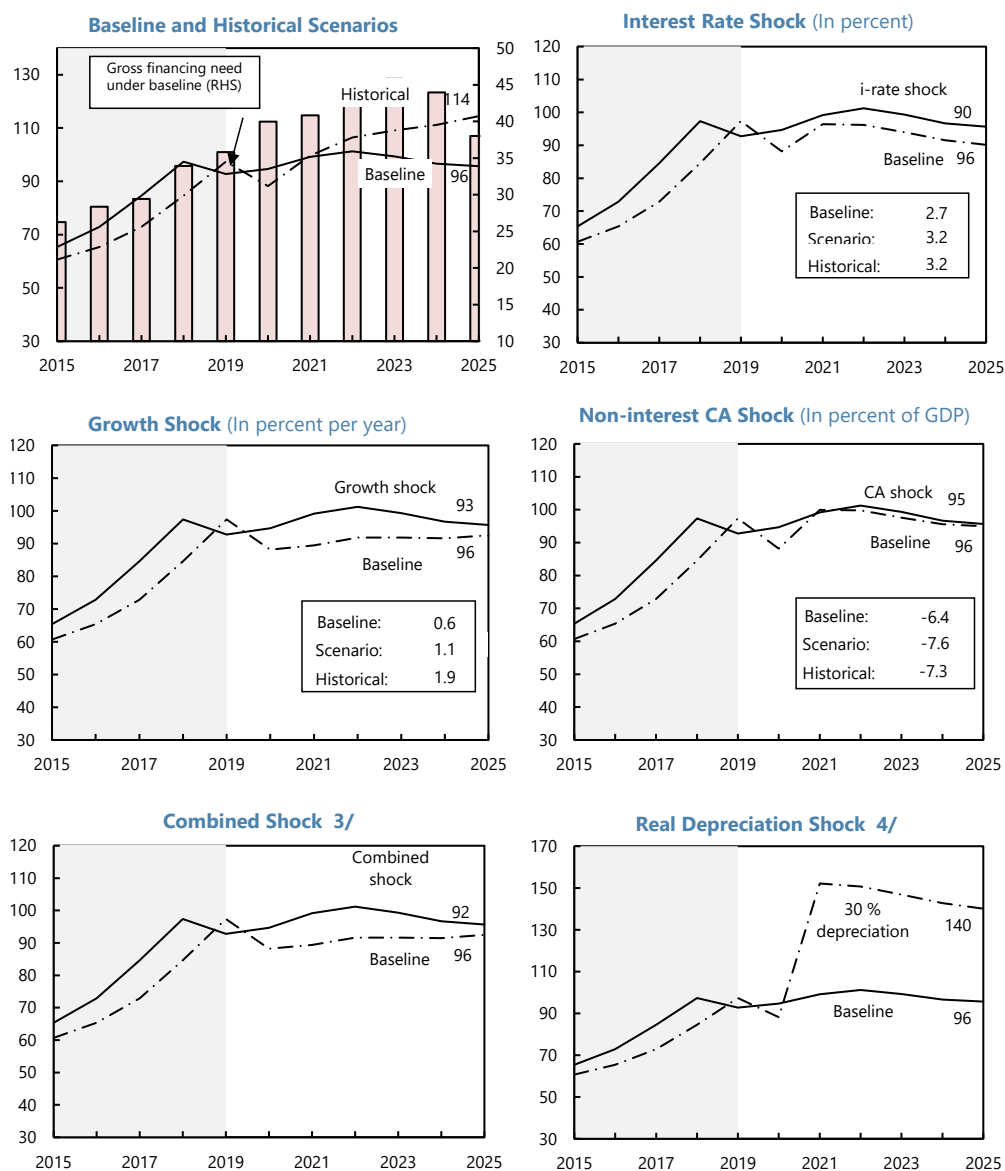 Baseline and Historical Scenarios
130
110
90
70
50
30
50
45
40
35
30
25
20
15
10
Gross financing need
under baseline (RHS)
Historical
114
Baseline
96
2015 2017 2019 2021 2023 2025
Interest Rate Shock (In percent)
120
110
100
90
80
70
60
50
40
30
i-rate shock
90
Baseline
96
Baseline: 2.7
Scenario: 3.2
Historical: 3.2
2015 2017 2019 2021 2023 2025
Growth Shock (In percent per year)
120
110
100
90
80
70
60
50
40
30
Growth shock
93
Baseline
96
Baseline: 0.6
Scenario: 1.1
Historical: 1.9
2015 2017 2019 2021 2023 2025
Non-interest CA Shock (In percent of GDP)
120
110
100
90
80
70
60
50
40
30
CA shock
95
Baseline
96
Baseline: -6.4
Scenario: -7.6
Historical: -7.3
2015 2017 2019 2021 2023 2025
Combined Shock 3/
120
110
100
90
80
70
60
50
40
30
Combined
shock
92
Baseline
96
2015 2017 2019 2021 2023 2025
Real Depreciation Shock 4/
170
150
130
110
90
70
50
30
30 %
depreciation
140
Baseline
96
2015 2017 2019 2021 2023 2025